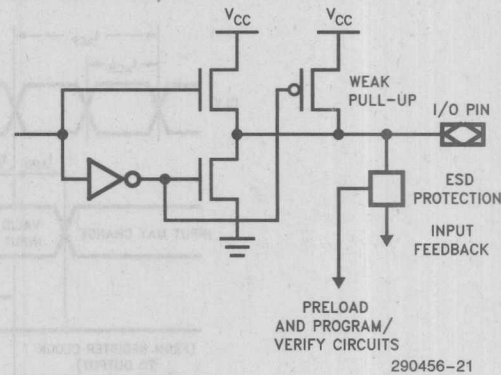 VCC
VCC
WEAK
PULL-UP
I/O PIN
ESD
PROTECTION
INPUT
FEEDBACK
PRELOAD
AND PROGRAM/
VERIFY CIRCUITS
290456-21